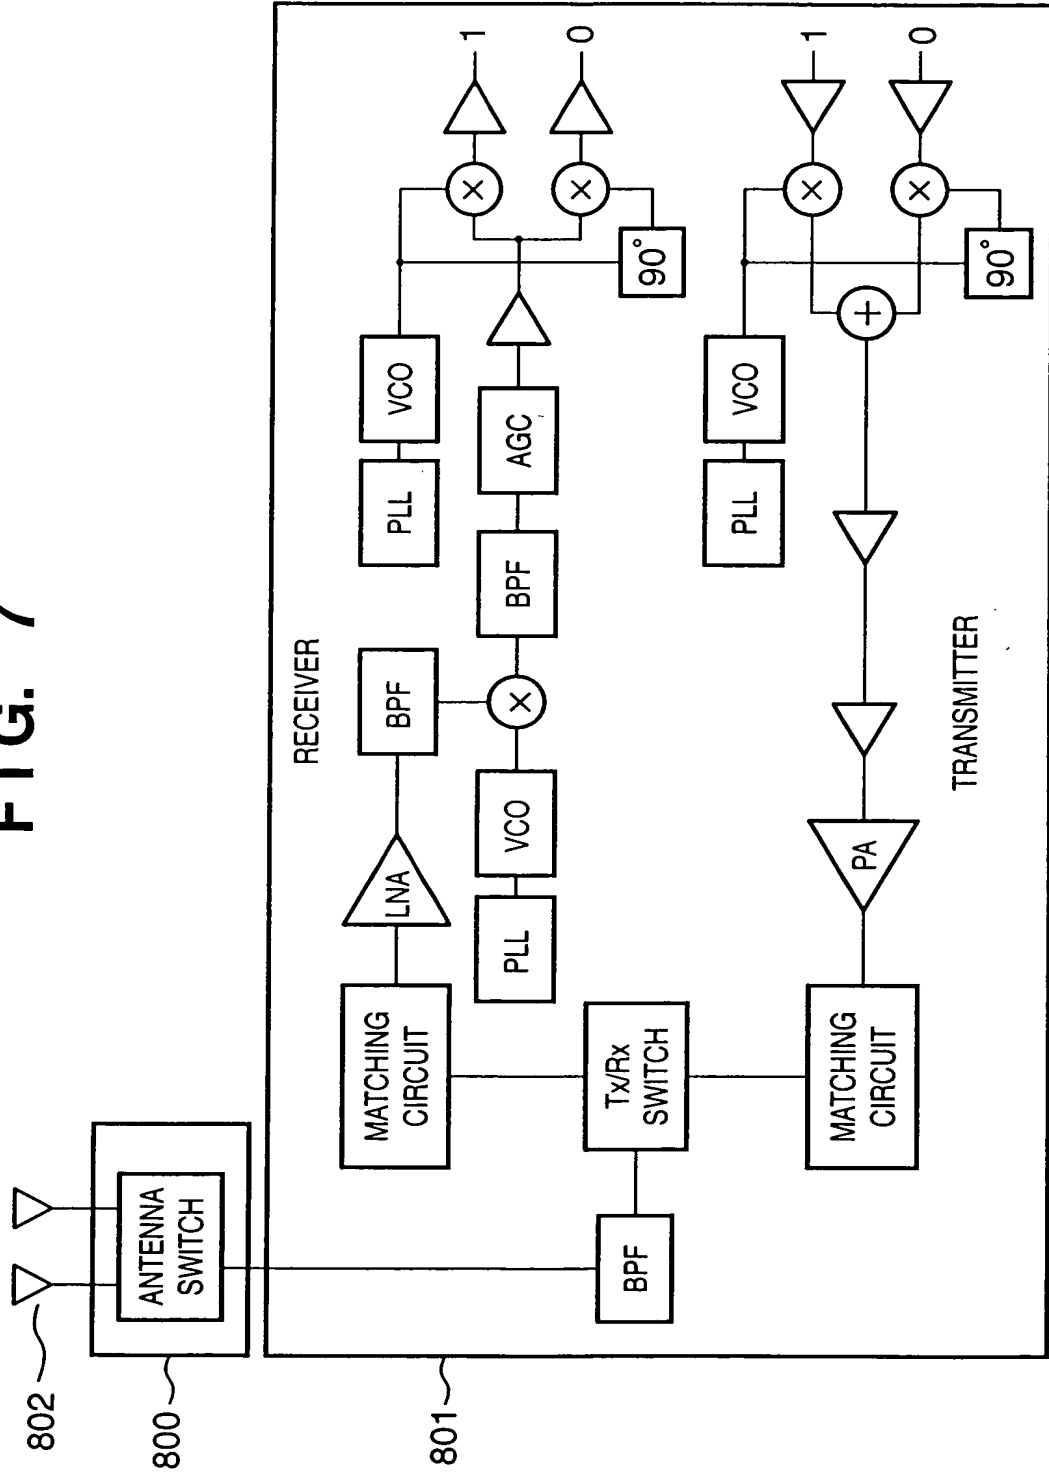 FIG. 7
802
800
ANTENNA
SWITCH
801
RECEIVER
MATCHING
CIRCUIT
LNA
BPF
PLL
VCO
BPF
AGC
PLL
VCO
90°
1
0
BPF
Tx/Rx
SWITCH
TRANSMITTER
MATCHING
CIRCUIT
PA
PLL
VCO
90°
1
0